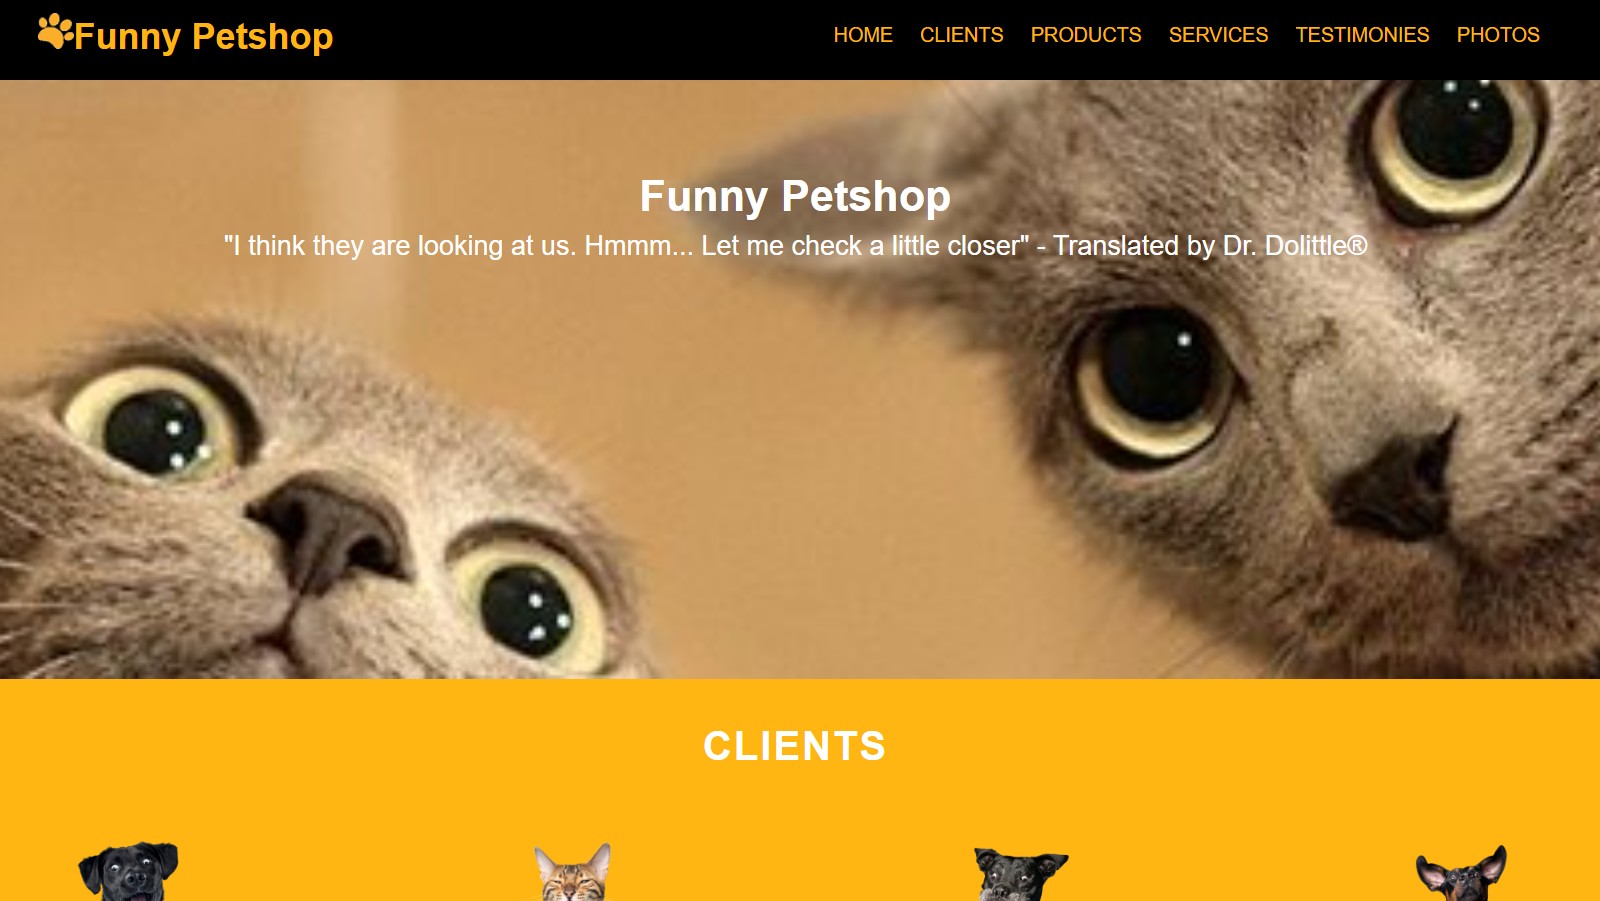 Funny Petshop
HOME CLIENTS PRODUCTS SERVICES TESTIMONIES PHOTOS
Funny Petshop
"I think they are looking at us. Hmmm... Let me check a little closer" - Translated by Dr. Dolittle®
CLIENTS